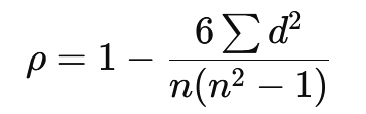 ρ = 1 − 6 ∑ d² / n(n² − 1)